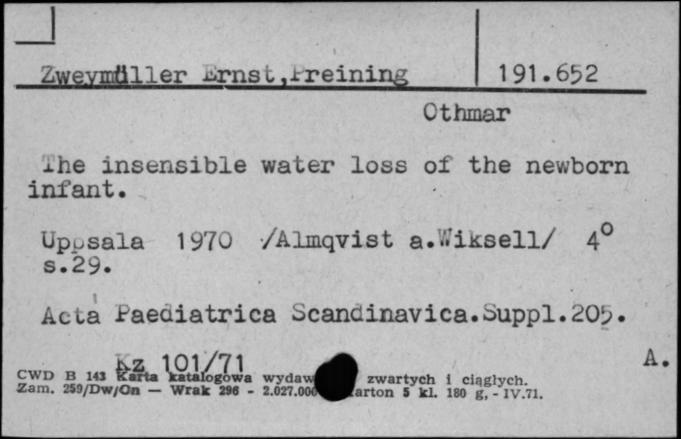 Zweymüller Ernst,Preining 191.652
Othmar
The insensible water loss of the newborn
infant.
Uppsala 1970 /Almqvist a.Wiksell/ 4°
s.29.
Acta Paediatrica Scandinavica.Suppl.205.
Kz 101/71 A.
CWD B 143 Karta katalogowa wydaw zwartych i ciągłych.
Zam. 259/Dw/On — Wrak 296 - 2.027.000 karton 5 kl. 180 g, - IV.71.